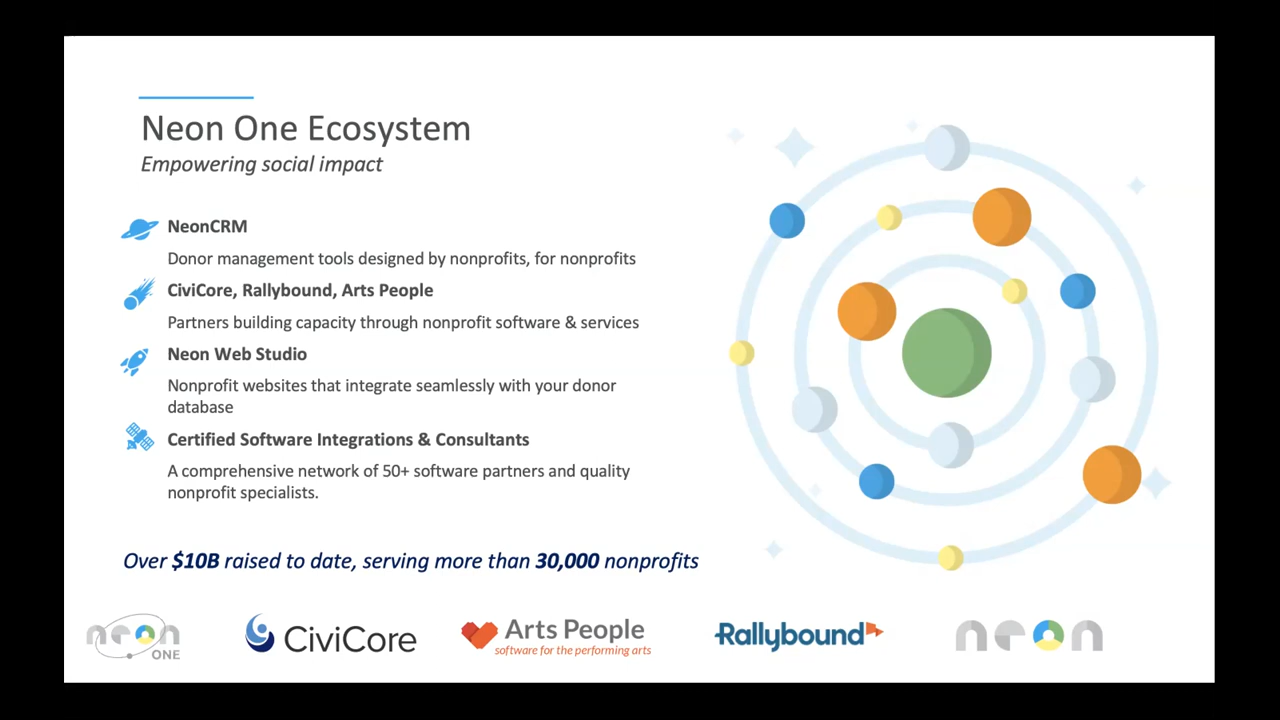 Neon One Ecosystem
Empowering social impact
NeonCRM
Donor management tools designed by nonprofits, for nonprofits
CiviCore, Rallybound, Arts People
Partners building capacity through nonprofit software & services
Neon Web Studio
Nonprofit websites that integrate seamlessly with your donor
database
Certified Software Integrations & Consultants
A comprehensive network of 50+ software partners and quality
nonprofit specialists.
Over $10B raised to date, serving more than 30,000 nonprofits
neon
ONE
CiviCore
Arts People
software for the performing arts
Rallybound
neon